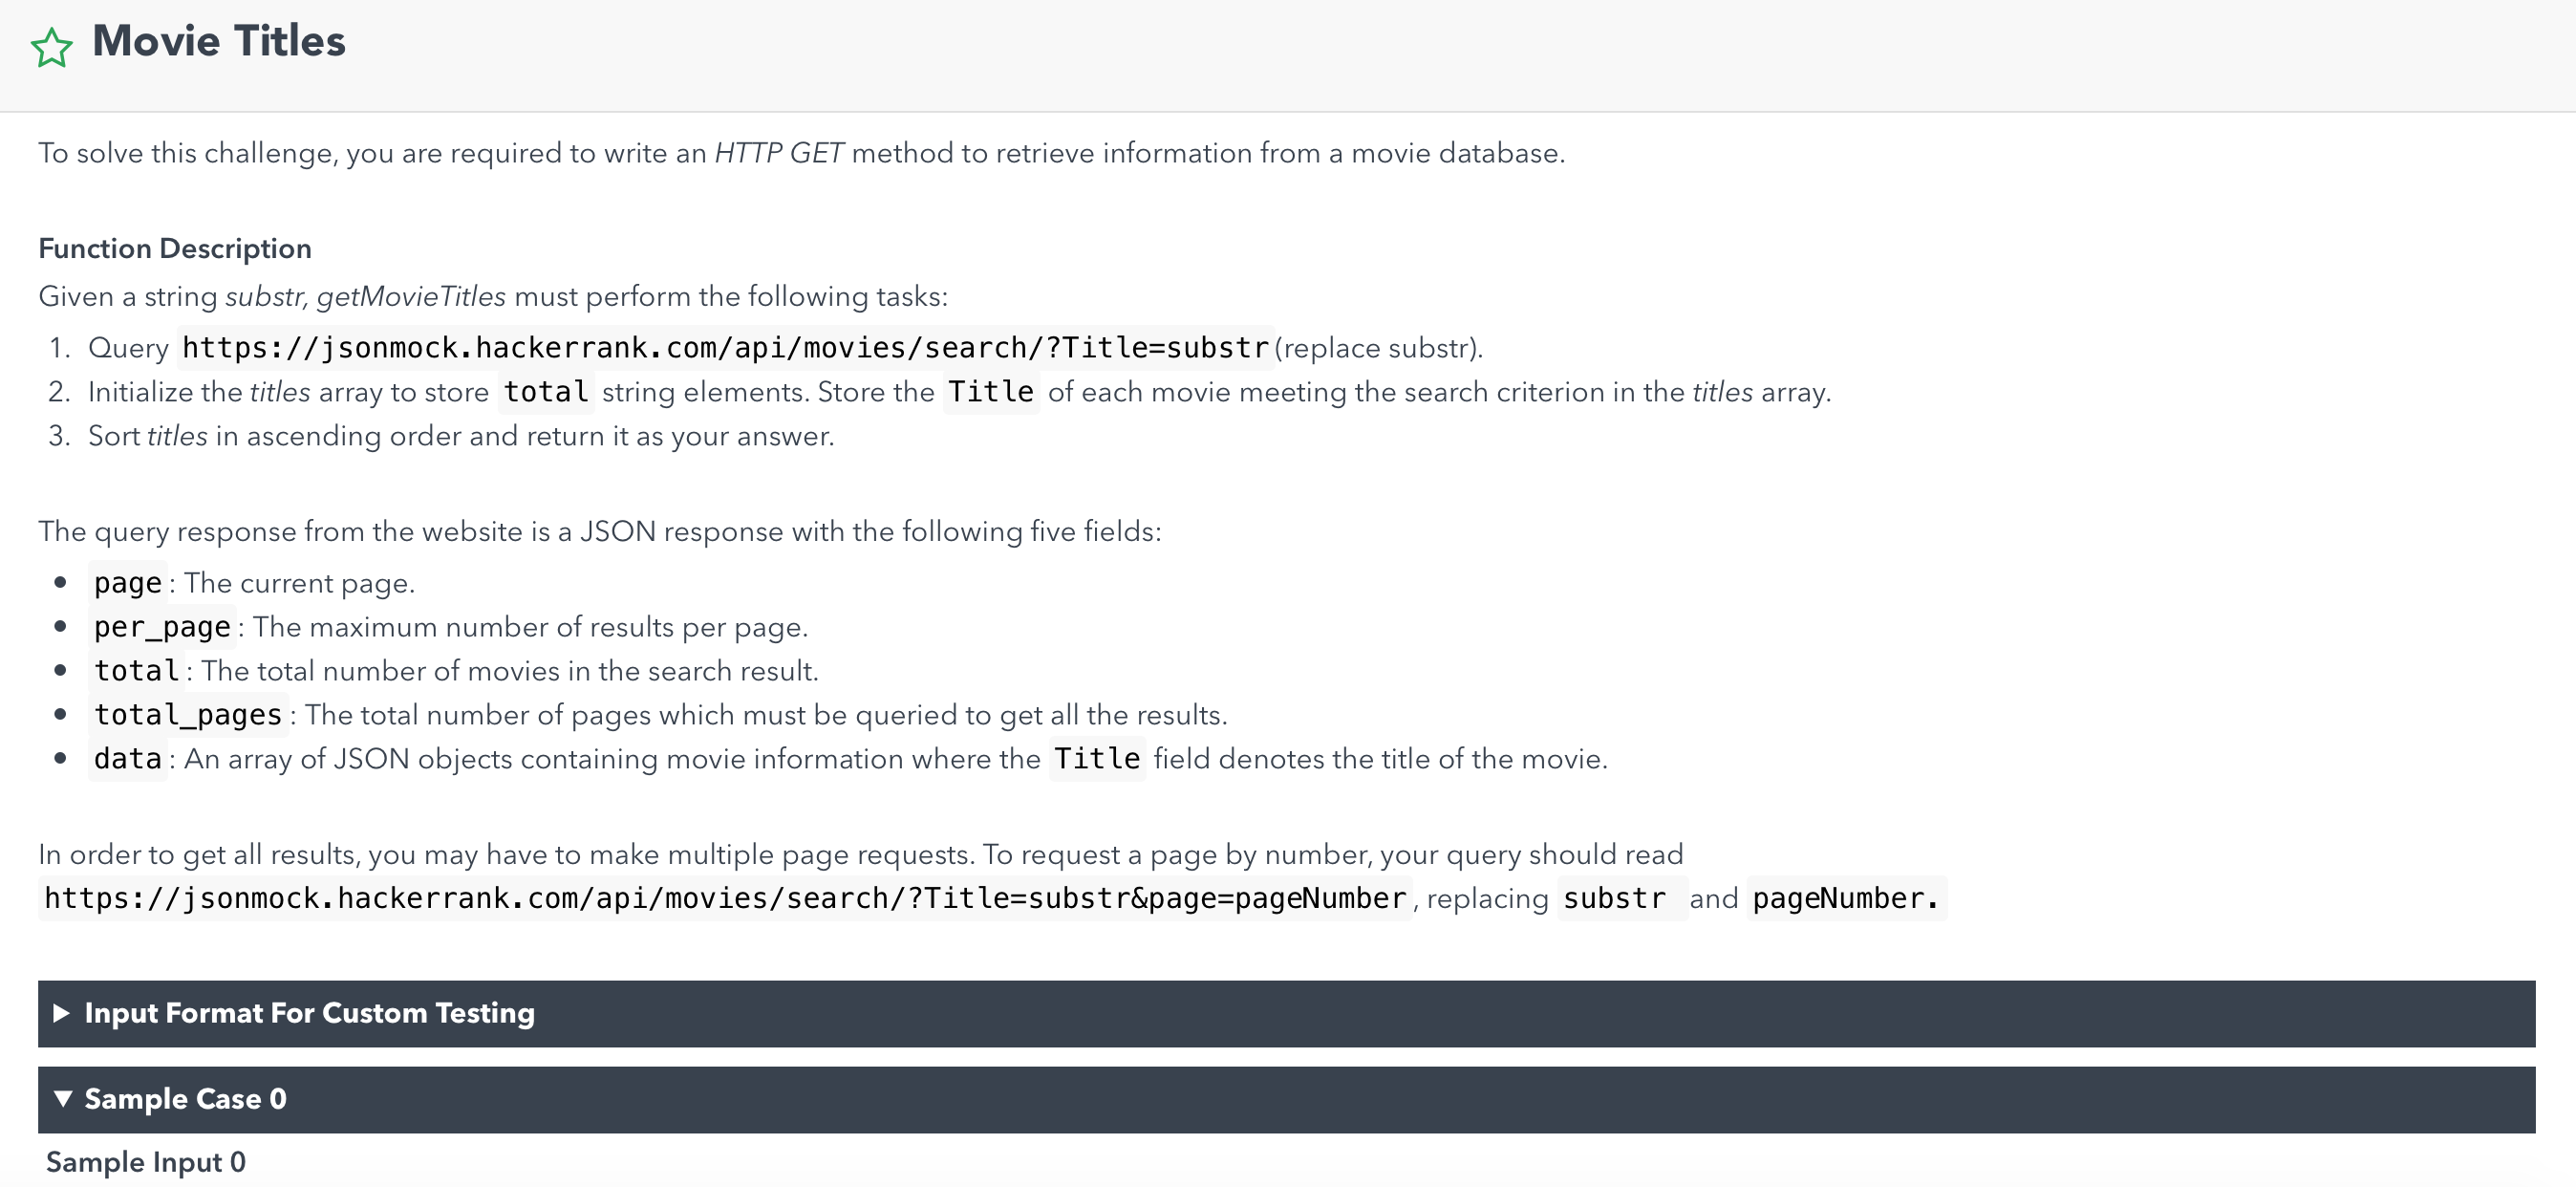 Movie Titles
To solve this challenge, you are required to write an HTTP GET method to retrieve information from a movie database.
Function Description
Given a string substr, getMovieTitles must perform the following tasks:
1. Query https://jsonmock.hackerrank.com/api/movies/search/?Title=substr(replace substr).
2. Initialize the titles array to store total string elements. Store the Title of each movie meeting the search criterion in the titles array.
3. Sort titles in ascending order and return it as your answer.
The query response from the website is a JSON response with the following five fields:
• page: The current page.
• per_page: The maximum number of results per page.
• total: The total number of movies in the search result.
• total_pages: The total number of pages which must be queried to get all the results.
• data: An array of JSON objects containing movie information where the Title field denotes the title of the movie.
In order to get all results, you may have to make multiple page requests. To request a page by number, your query should read
https://jsonmock.hackerrank.com/api/movies/search/?Title=substr&page=pageNumber, replacing substr and pageNumber.
Input Format For Custom Testing
Sample Case 0
Sample Input 0